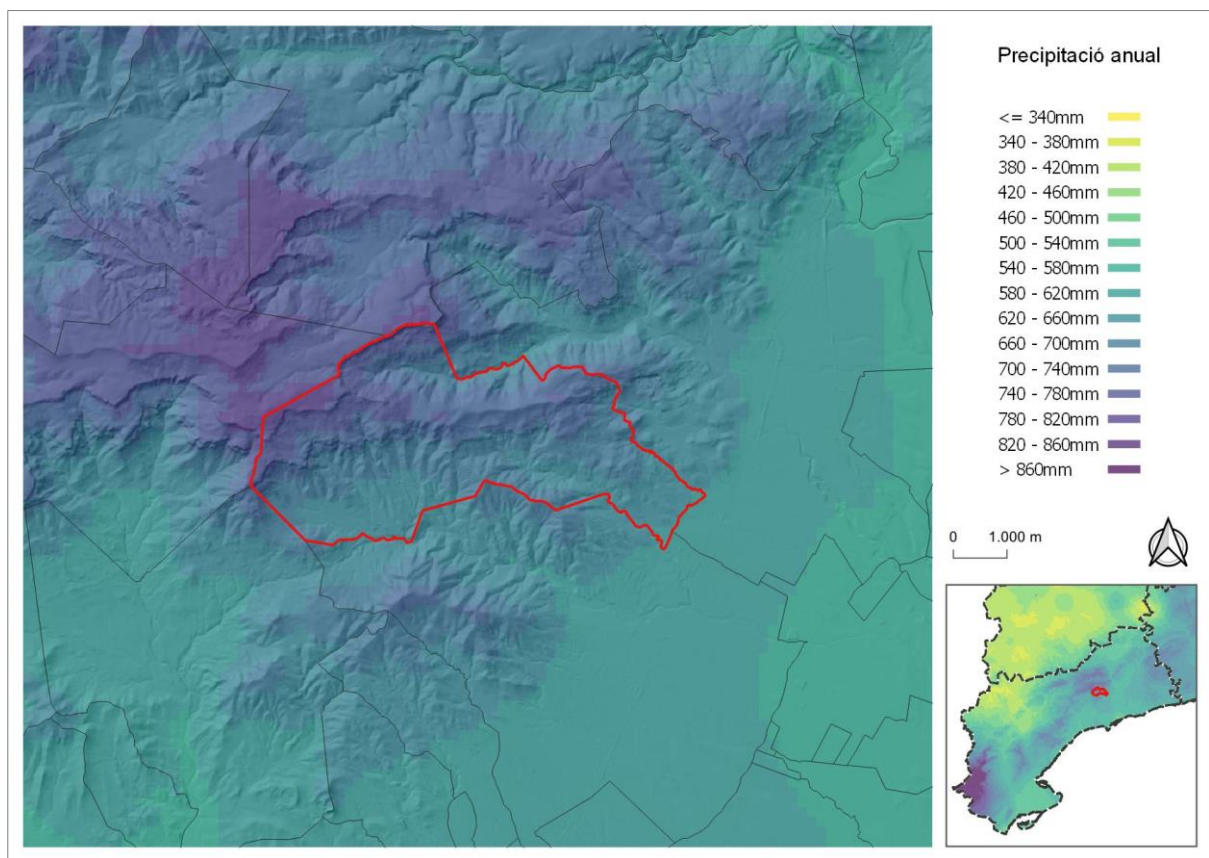 Precipitació anual
<= 340mm
340 - 380mm
380 - 420mm
420 - 460mm
460 - 500mm
500 - 540mm
540 - 580mm
580 - 620mm
620 - 660mm
660 - 700mm
700 - 740mm
740 - 780mm
780 - 820mm
820 - 860mm
> 860mm
0 1.000 m